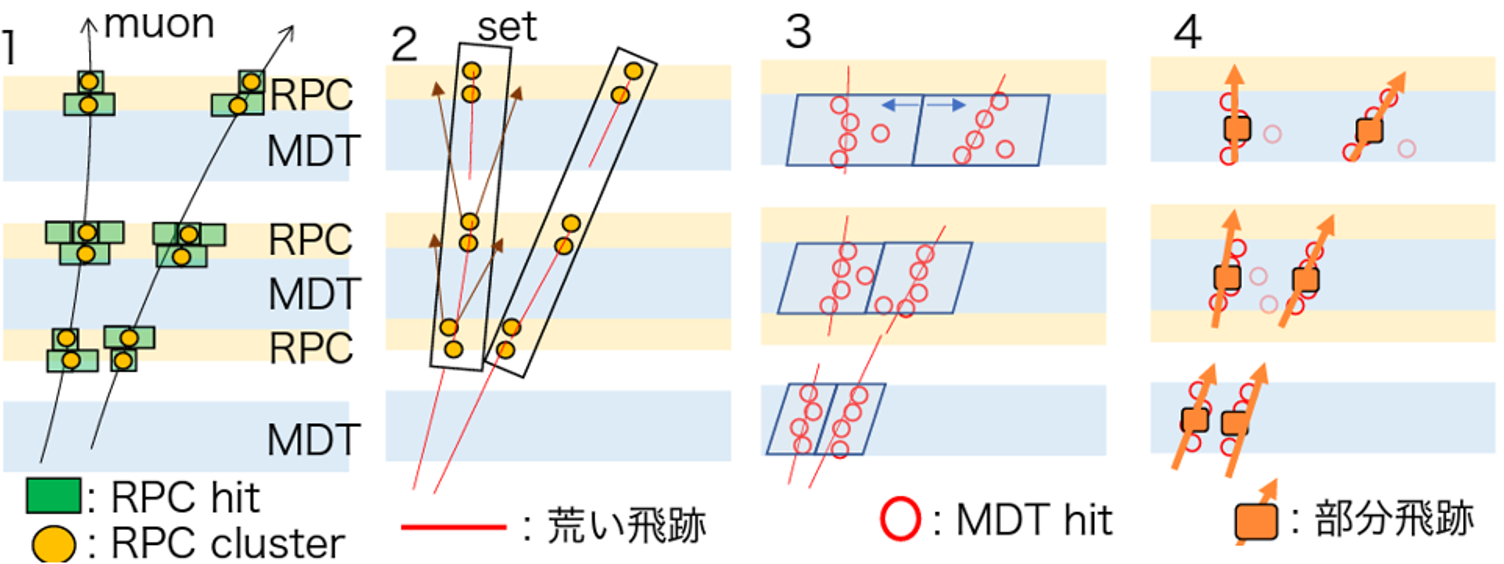 1
muon
RPC
MDT
RPC
MDT
RPC
MDT
: RPC hit
: RPC cluster
2
set
: 荒い飛跡
3
: MDT hit
4
: 部分飛跡